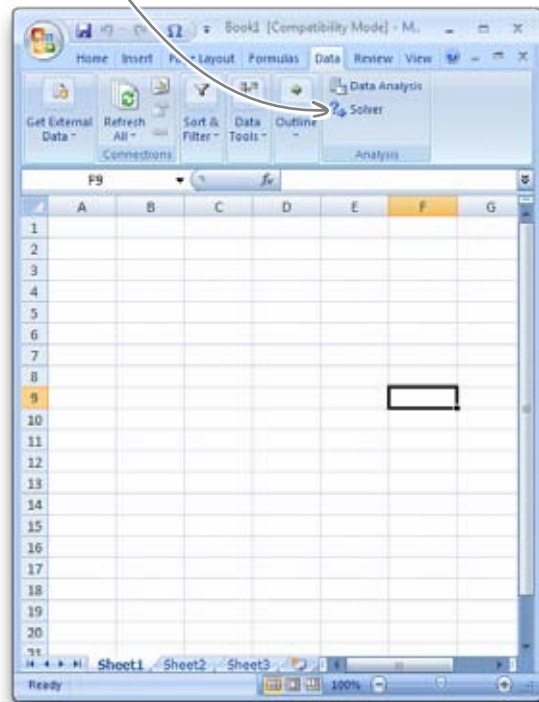 Book1 [Compatibility Mode] - M..
Home Insert Page Layout Formulas Data Review View
Get External Data
Refresh All
Sort & Filter
Data Tools
Outline
Data Analysis
Solver
Connections
Analysis
F9 fx
A B C D E F G
1
2
3
4
5
6
7
8
9
10
11
12
13
14
15
16
17
18
19
20
21
Sheet1 Sheet2 Sheet3
Ready 100%